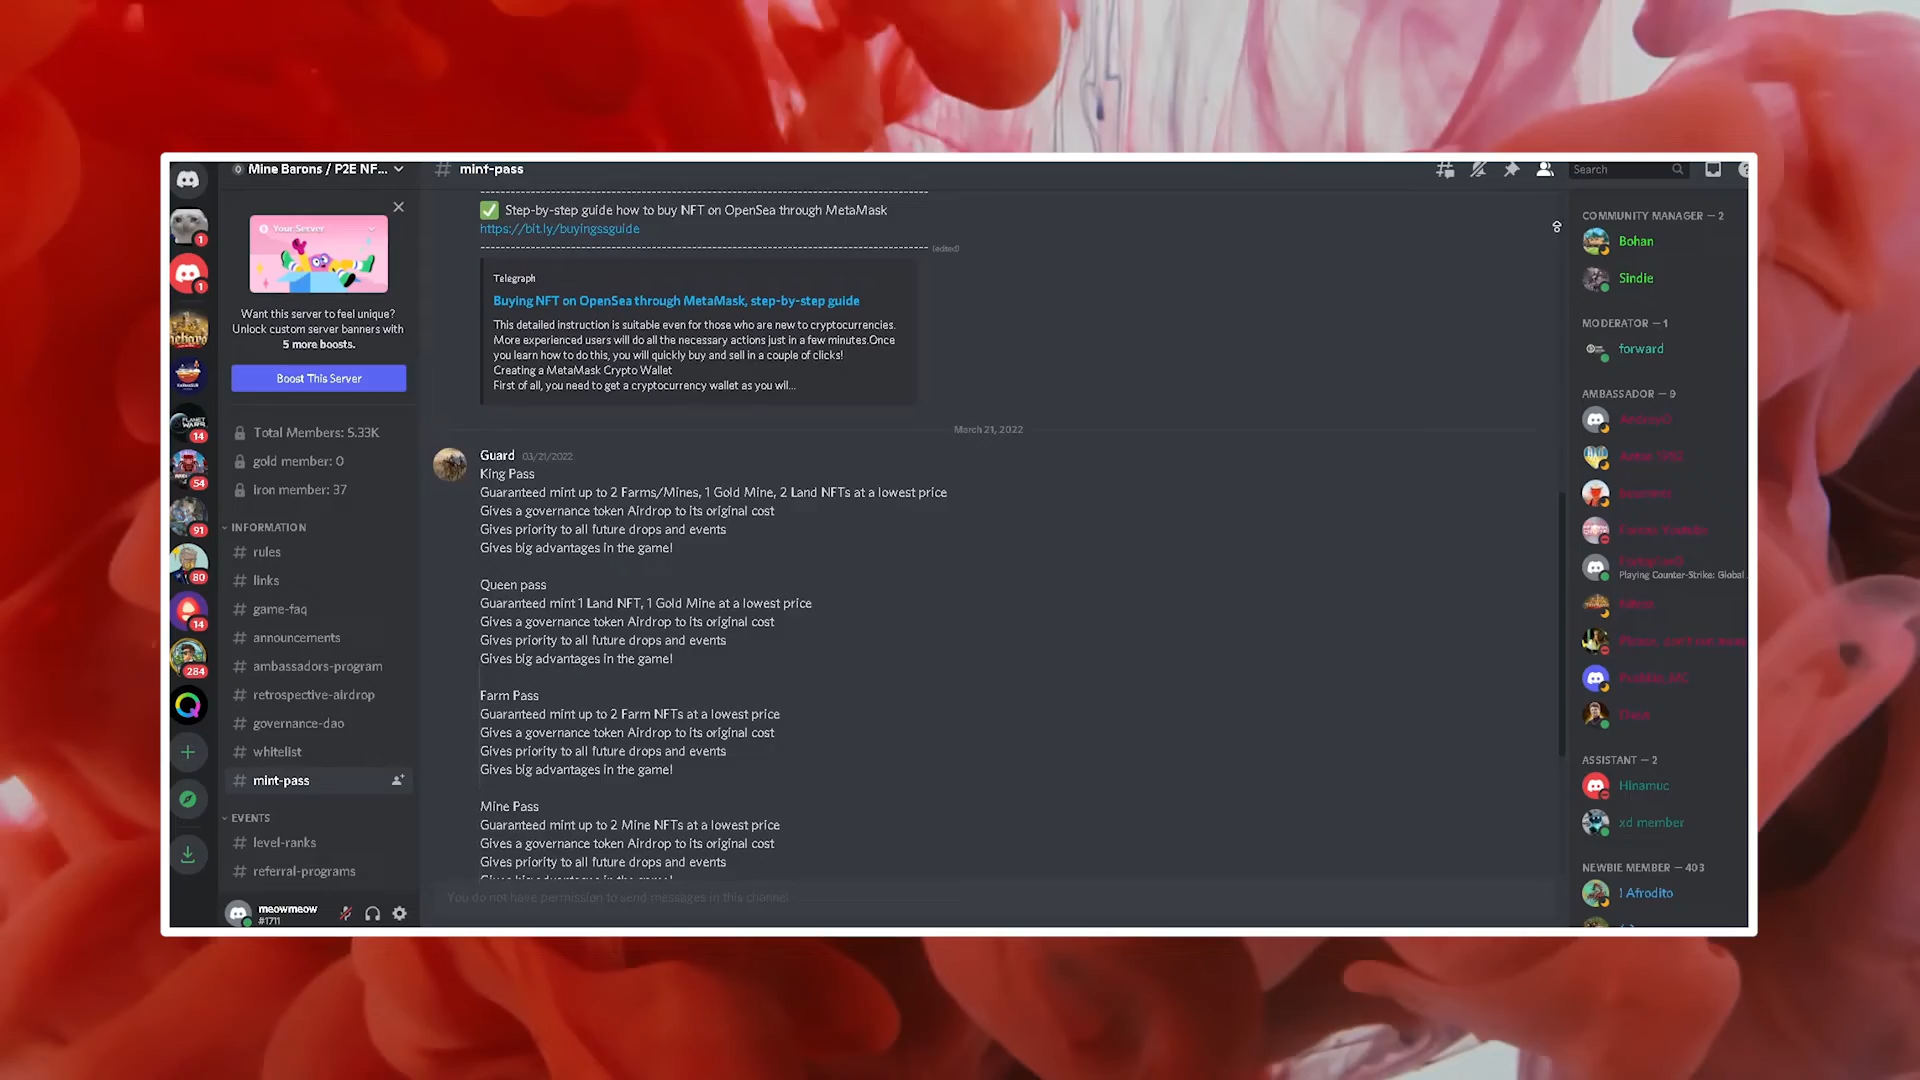 Mine Barons / P2E NF...
mint-pass
Search
Your Server
Want this server to feel unique?
Unlock custom server banners with
5 more boosts.
Boost This Server
Total Members: 5.33K
gold member: 0
Iron member: 37
INFORMATION
rules
links
game-faq
announcements
ambassadors-program
retrospective-airdrop
governance-dao
whitelist
mint-pass
EVENTS
level-ranks
referral-programs
meowmeow
#1711
1
1
14
54
91
80
14
284
Step-by-step guide how to buy NFT on OpenSea through MetaMask
https://bit.ly/buyingssguide
(edited)
Telegraph
Buying NFT on OpenSea through MetaMask, step-by-step guide
This detailed instruction is suitable even for those who are new to cryptocurrencies.
More experienced users will do all the necessary actions just in a few minutes.Once
you learn how to do this, you will quickly buy and sell in a couple of clicks!
Creating a MetaMask Crypto Wallet
First of all, you need to get a cryptocurrency wallet as you wil...
March 21, 2022
Guard 03/21/2022
King Pass
Guaranteed mint up to 2 Farms/Mines, 1 Gold Mine, 2 Land NFTs at a lowest price
Gives a governance token Airdrop to its original cost
Gives priority to all future drops and events
Gives big advantages in the game!
Queen pass
Guaranteed mint 1 Land NFT, 1 Gold Mine at a lowest price
Gives a governance token Airdrop to its original cost
Gives priority to all future drops and events
Gives big advantages in the game!
Farm Pass
Guaranteed mint up to 2 Farm NFTs at a lowest price
Gives a governance token Airdrop to its original cost
Gives priority to all future drops and events
Gives big advantages in the game!
Mine Pass
Guaranteed mint up to 2 Mine NFTs at a lowest price
Gives a governance token Airdrop to its original cost
Gives priority to all future drops and events
Gives big advantages in the game!
You do not have permission to send messages in this channel
COMMUNITY MANAGER — 2
Bohan
Sindie
MODERATOR — 1
forward
AMBASSADOR — 9
Playing Counter-Strike: Global
ASSISTANT — 2
Hinamuc
xd member
NEWBIE MEMBER — 403
! Afrodito